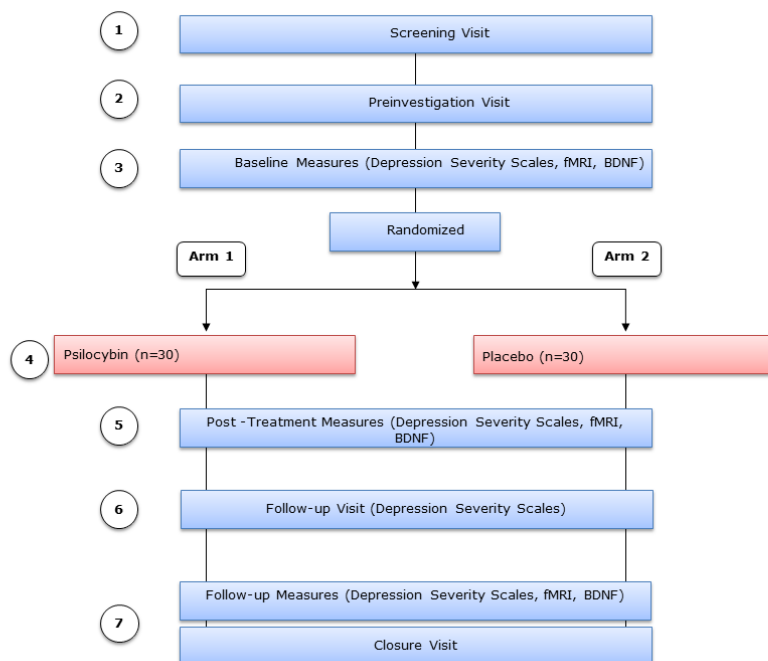 1
Screening Visit
2
Preinvestigation Visit
3
Baseline Measures (Depression Severity Scales, fMRI, BDNF)
Randomized
Arm 1
Arm 2
4
Psilocybin (n=30)
Placebo (n=30)
5
Post -Treatment Measures (Depression Severity Scales, fMRI,
BDNF)
6
Follow-up Visit (Depression Severity Scales)
Follow-up Measures (Depression Severity Scales, fMRI, BDNF)
7
Closure Visit